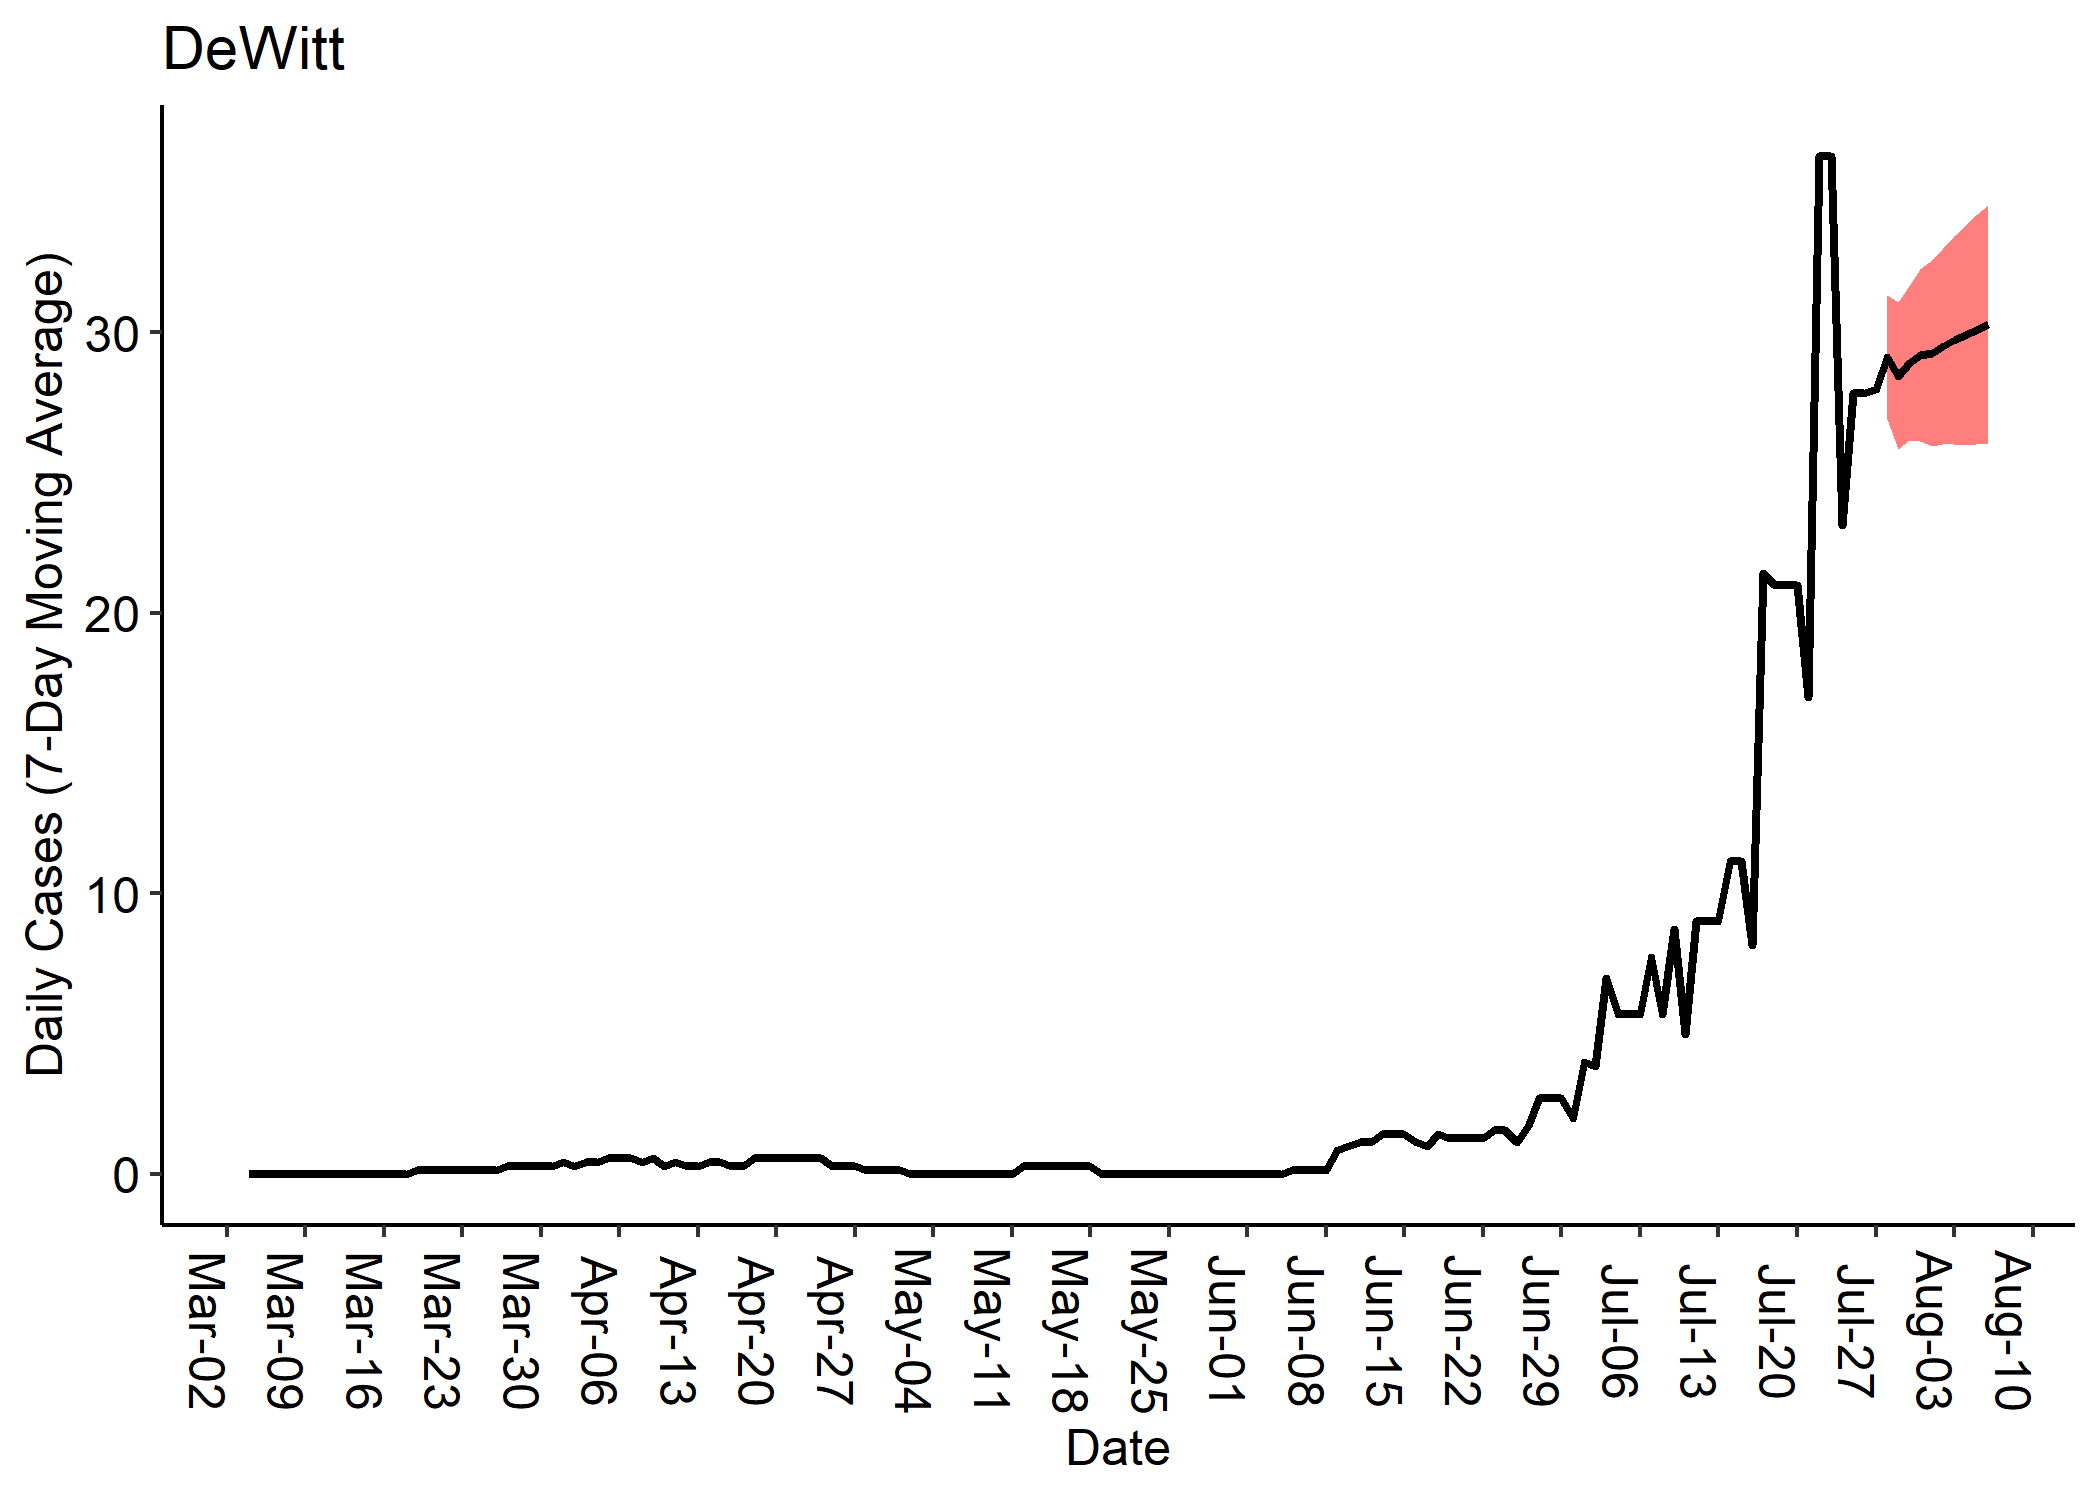 DeWitt
Daily Cases (7-Day Moving Average)
30
20
10
0
Mar-02
Mar-09
Mar-16
Mar-23
Mar-30
Apr-06
Apr-13
Apr-20
Apr-27
May-04
May-11
May-18
May-25
Jun-01
Jun-08
Jun-15
Jun-22
Jun-29
Jul-06
Jul-13
Jul-20
Jul-27
Aug-03
Aug-10
Date